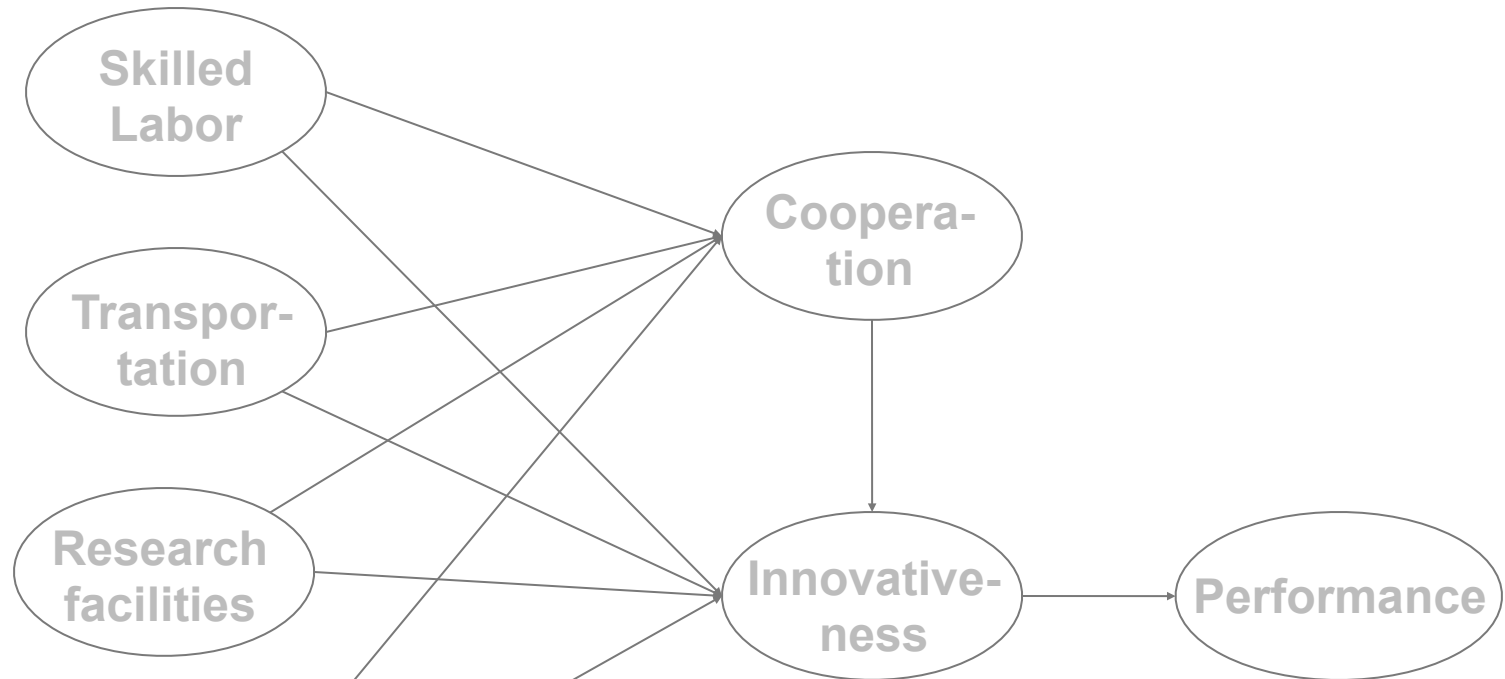 Skilled
Labor
Coopera-
tion
Transpor-
tation
Research
facilities
Innovative-
ness
Performance